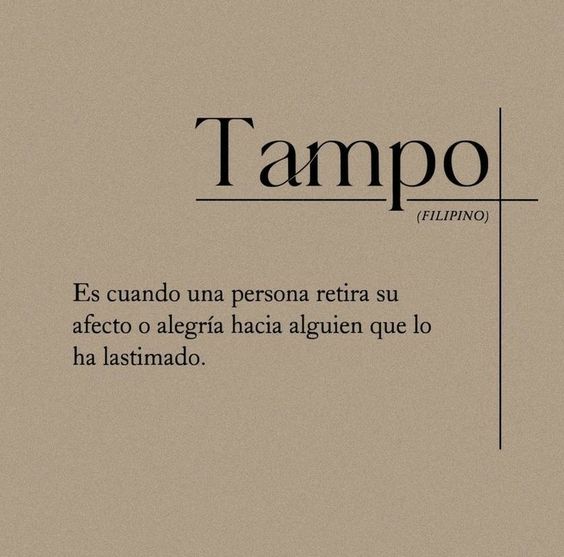 Tampo
(FILIPINO)
Es cuando una persona retira su
afecto o alegría hacia alguien que lo
ha lastimado.